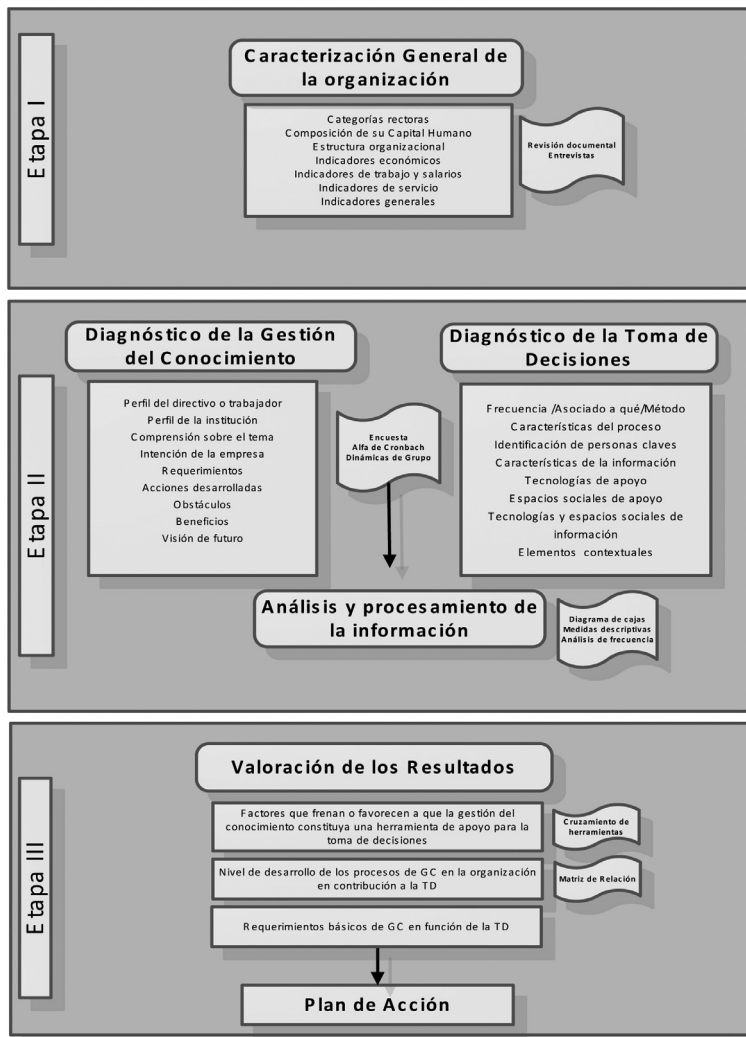 Etapa I
Caracterización General de
la organización
Categorías rectoras
Composición de su Capital Humano
Estructura organizacional
Indicadores económicos
Indicadores de trabajo y salarios
Indicadores de servicio
Indicadores generales
Revisión documental
Entrevistas
Etapa II
Diagnóstico de la Gestión
del Conocimiento
Perfil del directivo o trabajador
Perfil de la institución
Comprensión sobre el tema
Intención de la empresa
Requerimientos
Acciones desarrolladas
Obstáculos
Beneficios
Visión de futuro
Encuesta
Alfa de Cronbach
Dinámicas de Grupo
Diagnóstico de la Toma de
Decisiones
Frecuencia /Asociado a qué/Método
Características del proceso
Identificación de personas claves
Características de la información
Tecnologías de apoyo
Espacios sociales de apoyo
Tecnologías y espacios sociales de
información
Elementos contextuales
Análisis y procesamiento de
la información
Diagrama de cajas
Medidas descriptivas
Análisis de frecuencia
Etapa III
Valoración de los Resultados
Factores que frenan o favorecen a que la gestión del
conocimiento constituya una herramienta de apoyo para la
toma de decisiones
Cruzamiento de
herramientas
Nivel de desarrollo de los procesos de GC en la organización
en contribución a la TD
Matriz de Relación
Requerimientos básicos de GC en función de la TD
Plan de Acción